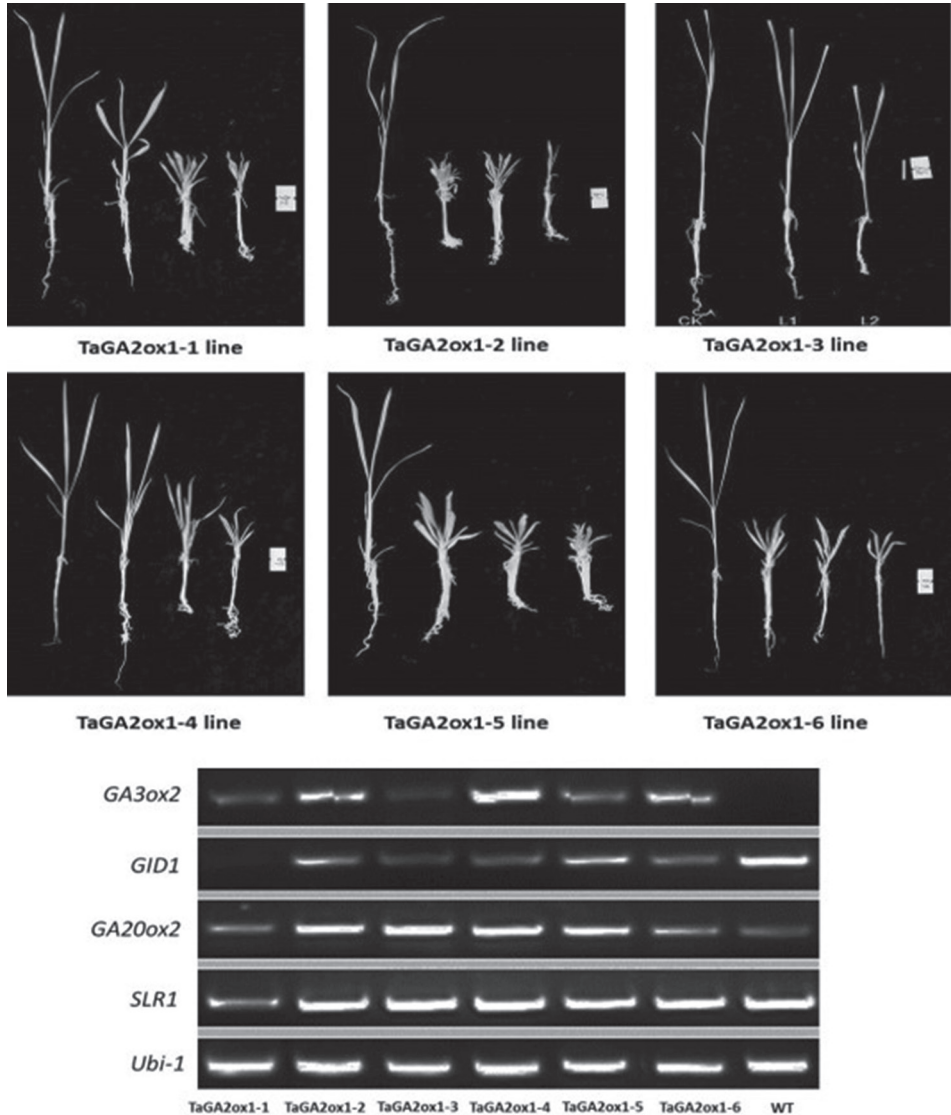 CK L1 L2
TaGA2ox1-1 line TaGA2ox1-2 line TaGA2ox1-3 line
TaGA2ox1-4 line TaGA2ox1-5 line TaGA2ox1-6 line
GA3ox2
GID1
GA20ox2
SLR1
Ubi-1
TaGA2ox1-1 TaGA2ox1-2 TaGA2ox1-3 TaGA2ox1-4 TaGA2ox1-5 TaGA2ox1-6 WT